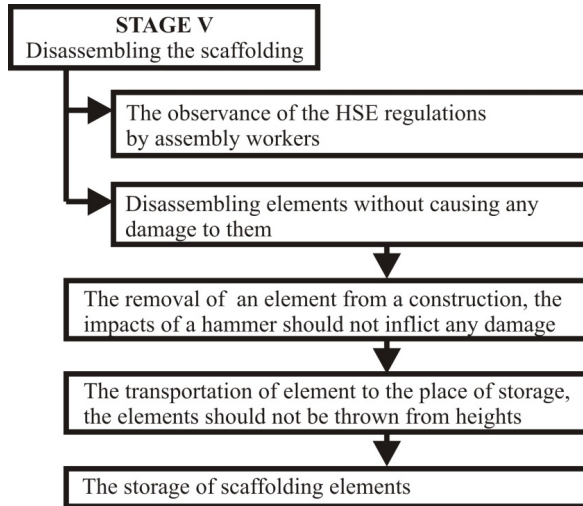 STAGE V
Disassembling the scaffolding
The observance of the HSE regulations
by assembly workers
Disassembling elements without causing any
damage to them
The removal of an element from a construction, the
impacts of a hammer should not inflict any damage
The transportation of element to the place of storage,
the elements should not be thrown from heights
The storage of scaffolding elements